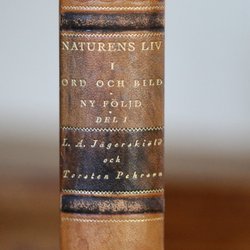 NATURENS LIV
I
ORD OCH BILD
NY FÖLJD
DEL I
L. A. Jägerskiöld
och
Torsten Pehrson